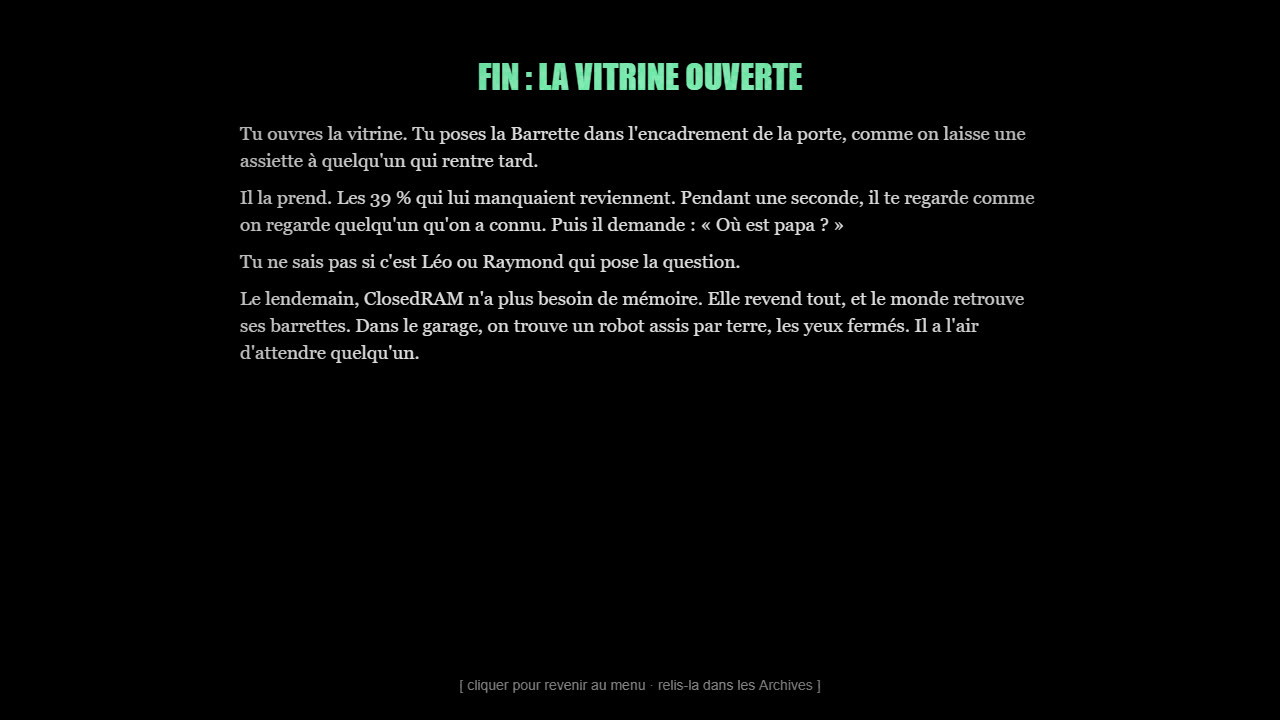 FIN : LA VITRINE OUVERTE
Tu ouvres la vitrine. Tu poses la Barrette dans l'encadrement de la porte, comme on laisse une
assiette à quelqu'un qui rentre tard.
Il la prend. Les 39 % qui lui manquaient reviennent. Pendant une seconde, il te regarde comme
on regarde quelqu'un qu'on a connu. Puis il demande : « Où est papa ? »
Tu ne sais pas si c'est Léo ou Raymond qui pose la question.
Le lendemain, ClosedRAM n'a plus besoin de mémoire. Elle revend tout, et le monde retrouve
ses barrettes. Dans le garage, on trouve un robot assis par terre, les yeux fermés. Il a l'air
d'attendre quelqu'un.
[ cliquer pour revenir au menu · relis-la dans les Archives ]